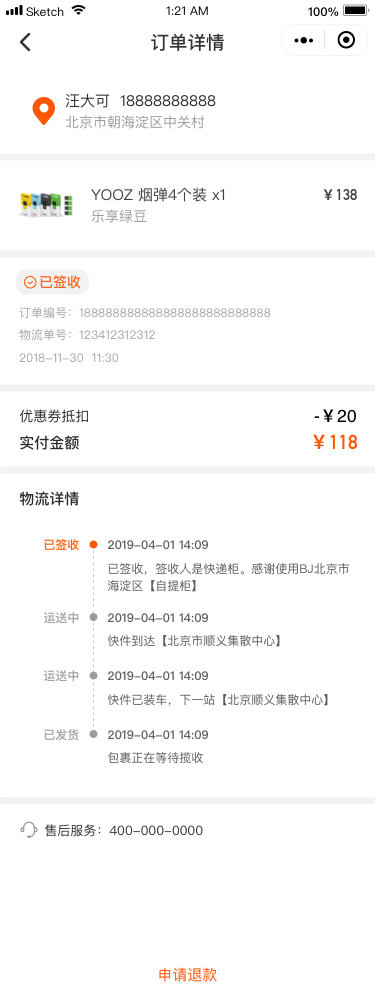 Sketch 1:21 AM 100%
订单详情
汪大可 18888888888
北京市朝海淀区中关村
YOOZ 烟弹4个装 x1 ¥138
乐享绿豆
已签收
订单编号：1888888888888888888888888888
物流单号：123412312312
2018-11-30 11:30
优惠券抵扣 -¥20
实付金额 ¥118
物流详情
已签收 2019-04-01 14:09
已签收，签收人是快递柜。感谢使用BJ北京市
海淀区【自提柜】
运送中 2019-04-01 14:09
快件到达【北京市顺义集散中心】
运送中 2019-04-01 14:09
快件已装车，下一站【北京顺义集散中心】
已发货 2019-04-01 14:09
包裹正在等待揽收
售后服务：400-000-0000
申请退款